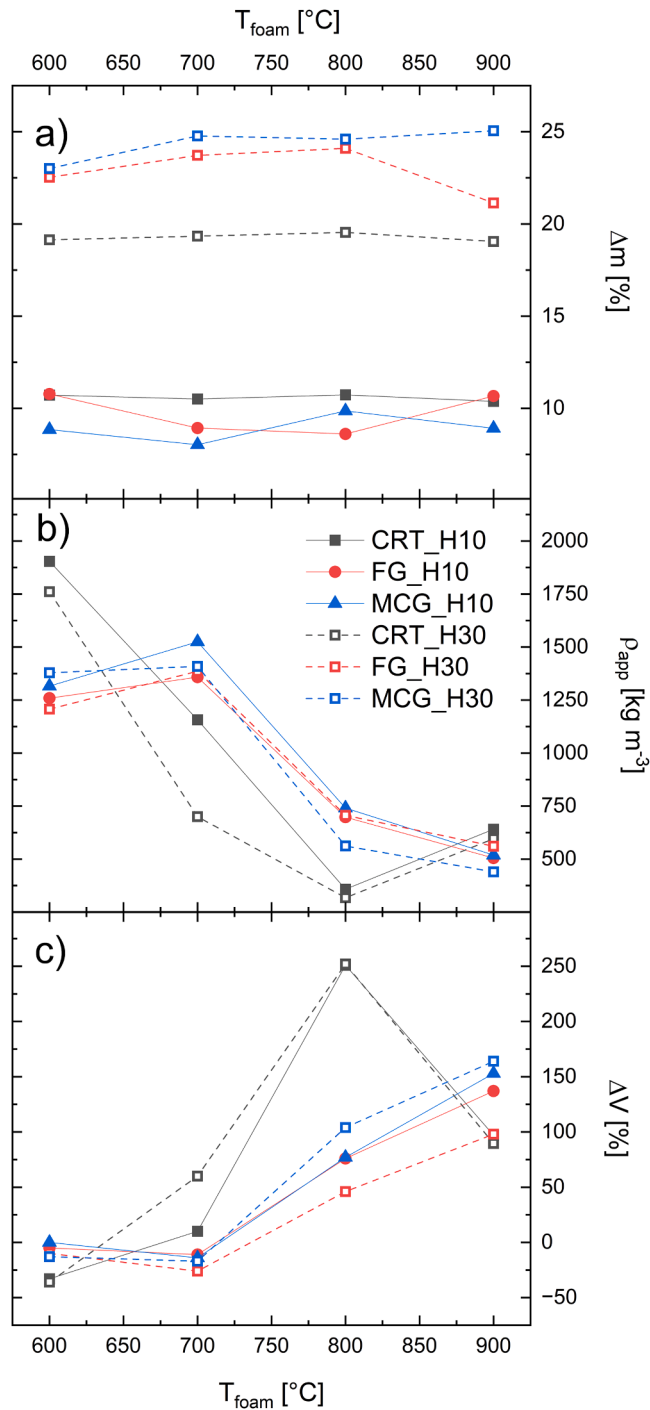 T_foam [°C]
600 650 700 750 800 850 900
a)
25
20
15
10
Δm [%]
b)
CRT_H10
FG_H10
MCG_H10
CRT_H30
FG_H30
MCG_H30
2000
1750
1500
1250
1000
750
500
ρ_app [kg m⁻³]
c)
250
200
150
100
50
0
−50
ΔV [%]
600 650 700 750 800 850 900
T_foam [°C]